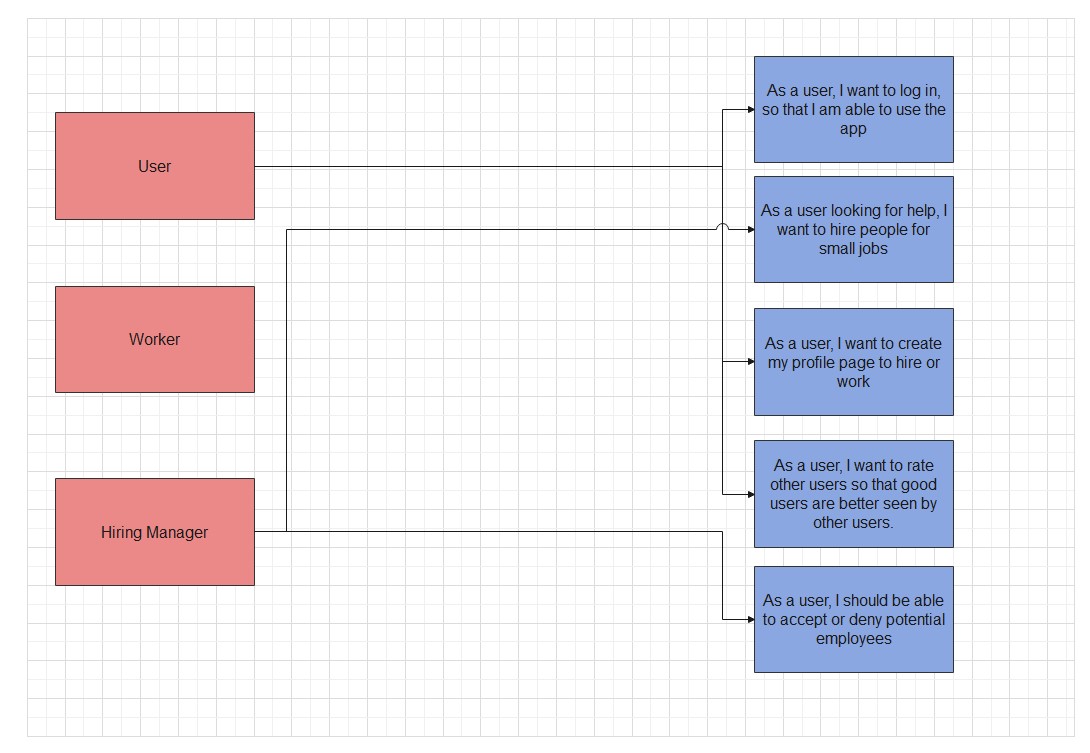 User
Worker
Hiring Manager
As a user, I want to log in,
so that I am able to use the
app
As a user looking for help, I
want to hire people for
small jobs
As a user, I want to create
my profile page to hire or
work
As a user, I want to rate
other users so that good
users are better seen by
other users.
As a user, I should be able
to accept or deny potential
employees